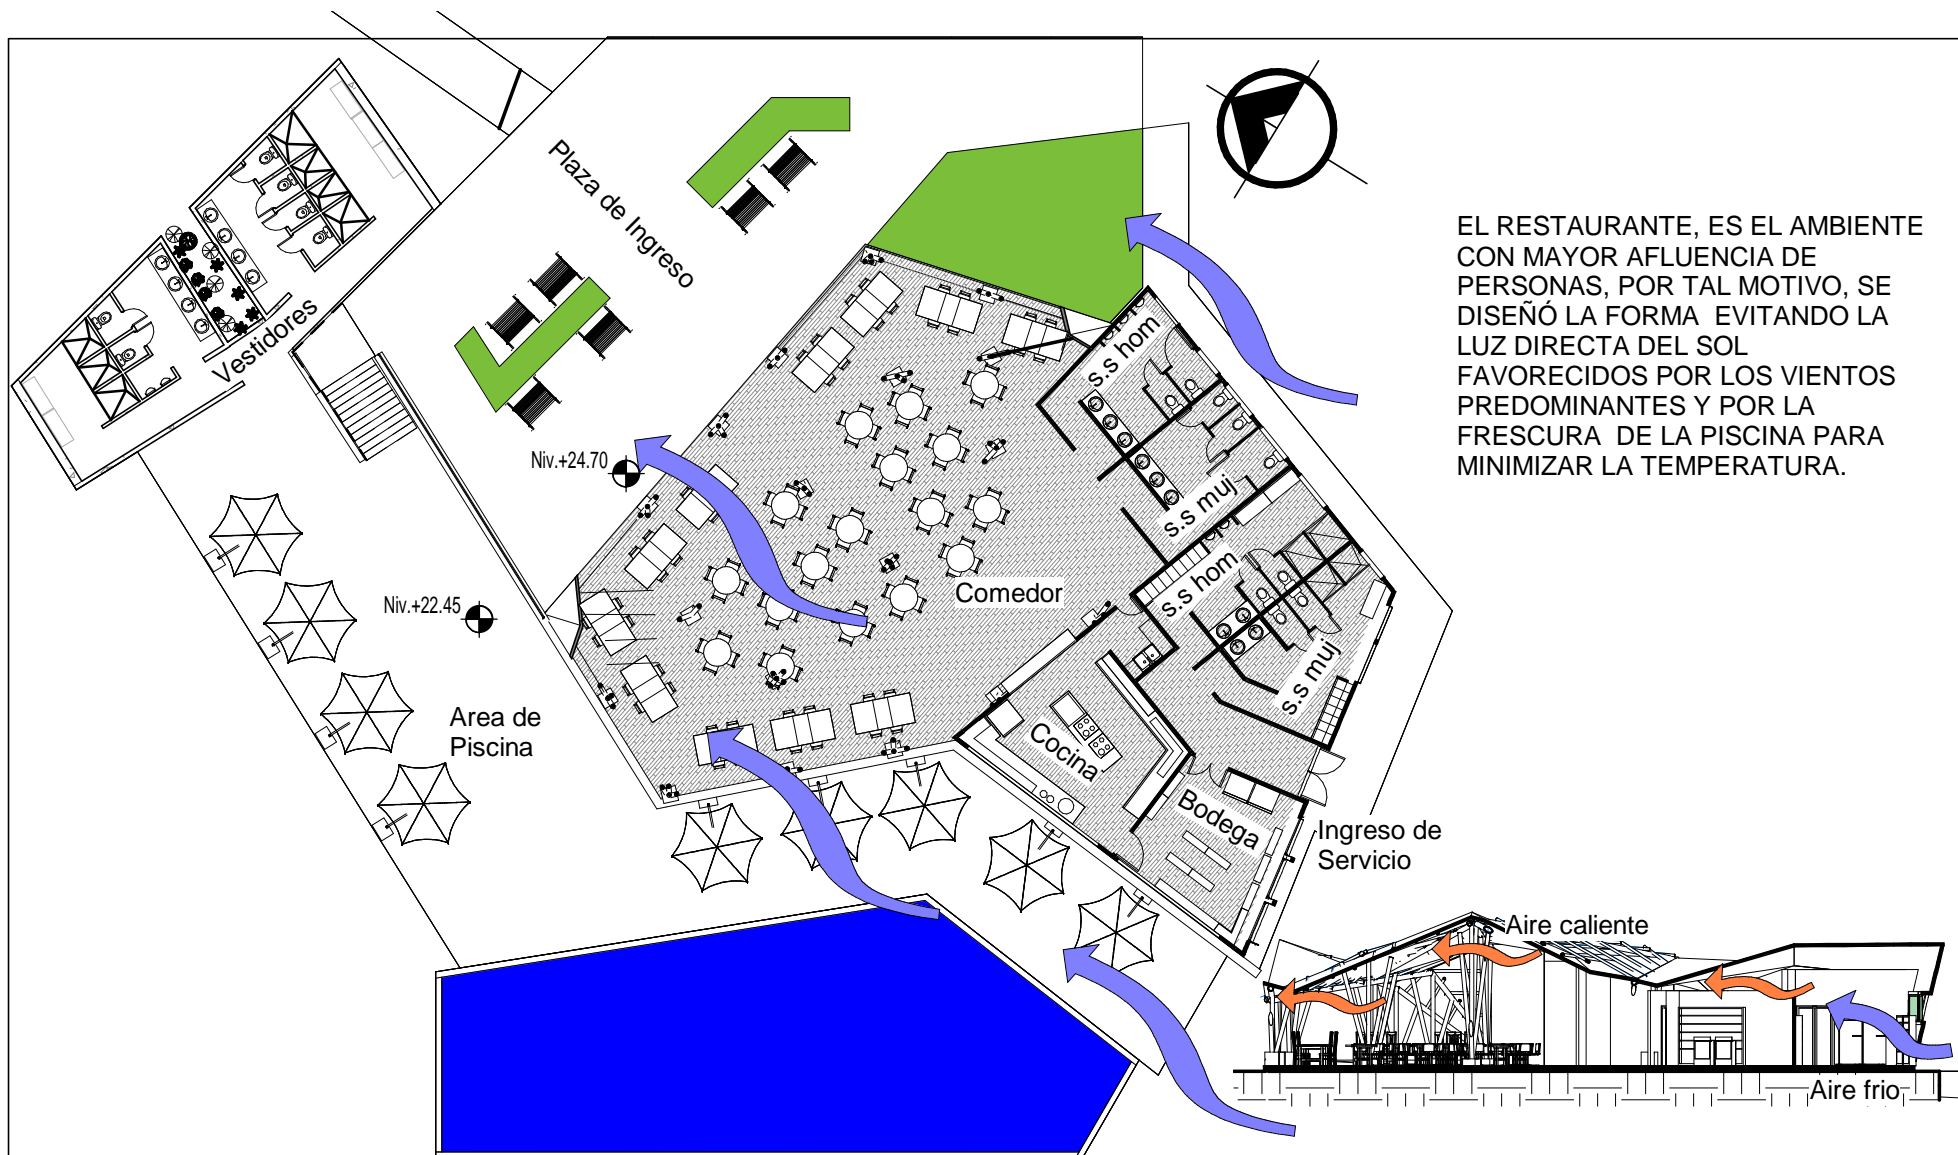 EL RESTAURANTE, ES EL AMBIENTE
CON MAYOR AFLUENCIA DE
PERSONAS, POR TAL MOTIVO, SE
DISEÑÓ LA FORMA  EVITANDO LA
LUZ DIRECTA DEL SOL
FAVORECIDOS POR LOS VIENTOS
PREDOMINANTES Y POR LA
FRESCURA  DE LA PISCINA PARA
MINIMIZAR LA TEMPERATURA.
Plaza de Ingreso
Vestidores
s.s hom
Niv.+24.70
s.s muj
s.s hom
Comedor
Niv.+22.45
s.s muj
Area de
Piscina
Cocina
Bodega
Ingreso de
Servicio
Aire caliente
Aire frio